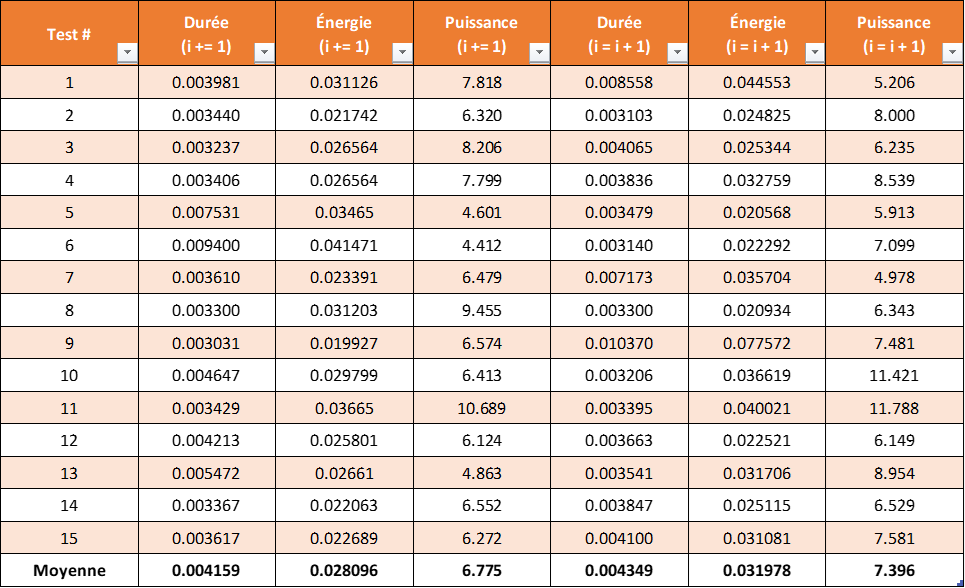 Test # Durée (i += 1) Énergie (i += 1) Puissance (i += 1) Durée (i = i + 1) Énergie (i = i + 1) Puissance (i = i + 1)
1 0.003981 0.031126 7.818 0.008558 0.044553 5.206
2 0.003440 0.021742 6.320 0.003103 0.024825 8.000
3 0.003237 0.026564 8.206 0.004065 0.025344 6.235
4 0.003406 0.026564 7.799 0.003836 0.032759 8.539
5 0.007531 0.03465 4.601 0.003479 0.020568 5.913
6 0.009400 0.041471 4.412 0.003140 0.022292 7.099
7 0.003610 0.023391 6.479 0.007173 0.035704 4.978
8 0.003300 0.031203 9.455 0.003300 0.020934 6.343
9 0.003031 0.019927 6.574 0.010370 0.077572 7.481
10 0.004647 0.029799 6.413 0.003206 0.036619 11.421
11 0.003429 0.03665 10.689 0.003395 0.040021 11.788
12 0.004213 0.025801 6.124 0.003663 0.022521 6.149
13 0.005472 0.02661 4.863 0.003541 0.031706 8.954
14 0.003367 0.022063 6.552 0.003847 0.025115 6.529
15 0.003617 0.022689 6.272 0.004100 0.031081 7.581
Moyenne 0.004159 0.028096 6.775 0.004349 0.031978 7.396